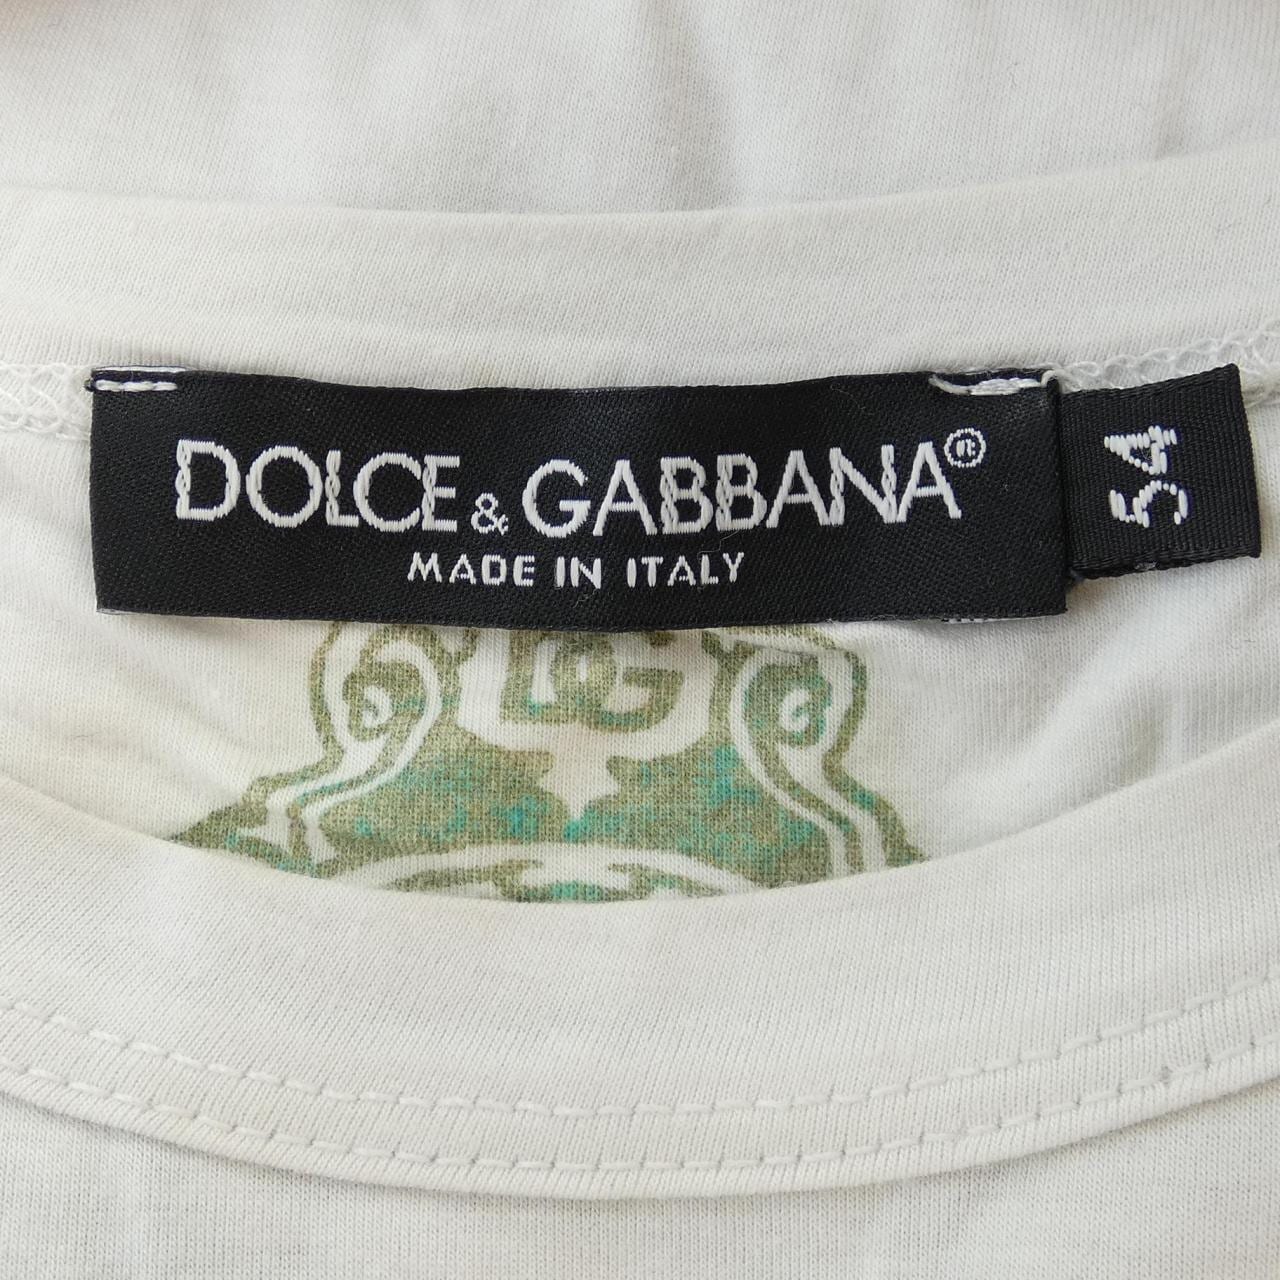 DOLCE & GABBANA®
MADE IN ITALY
54
DG